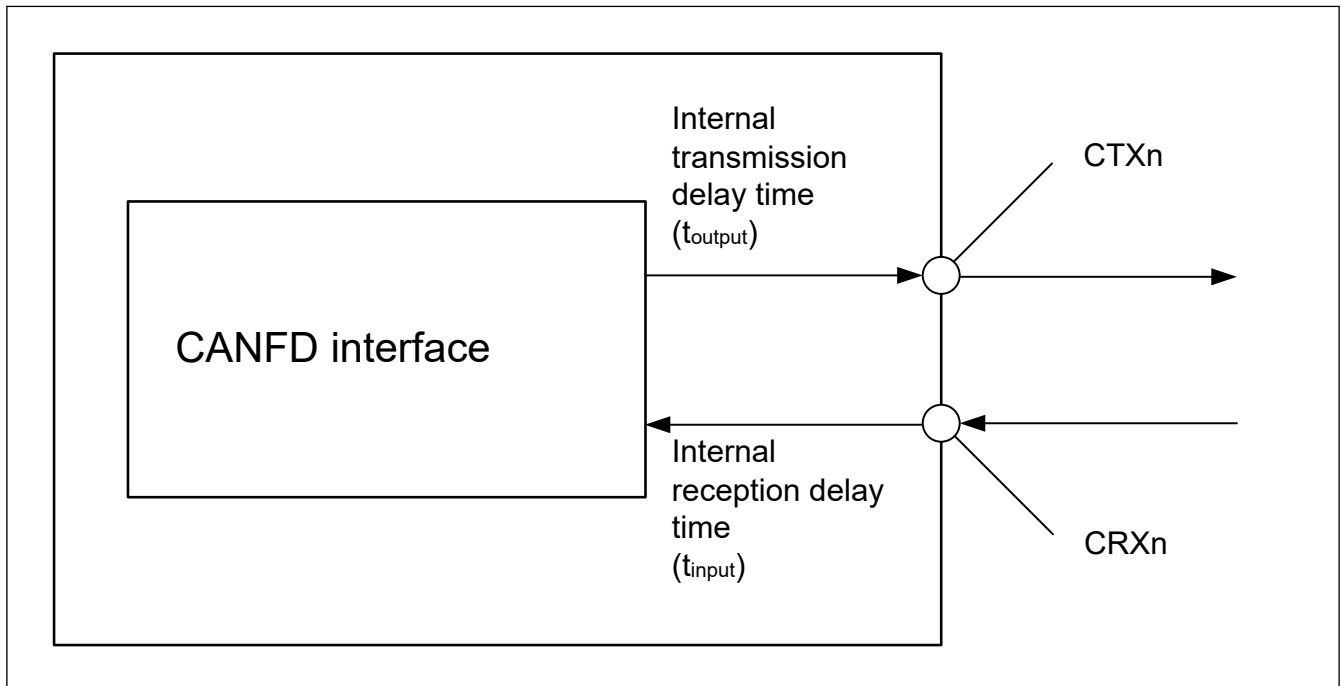 Internal
transmission
delay time
(toutput)
CTXn
CANFD interface
Internal
reception delay
time
(tinput)
CRXn